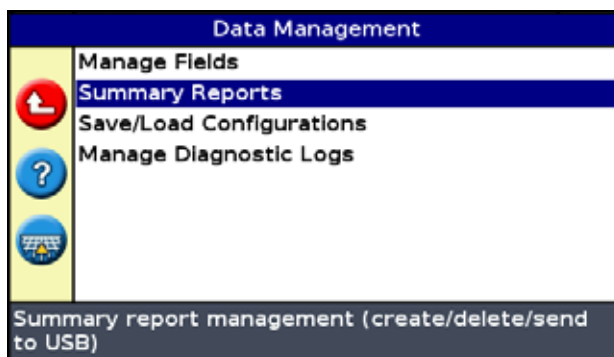 Data Management
Manage Fields
Summary Reports
Save/Load Configurations
Manage Diagnostic Logs
?
Summary report management (create/delete/send
to USB)